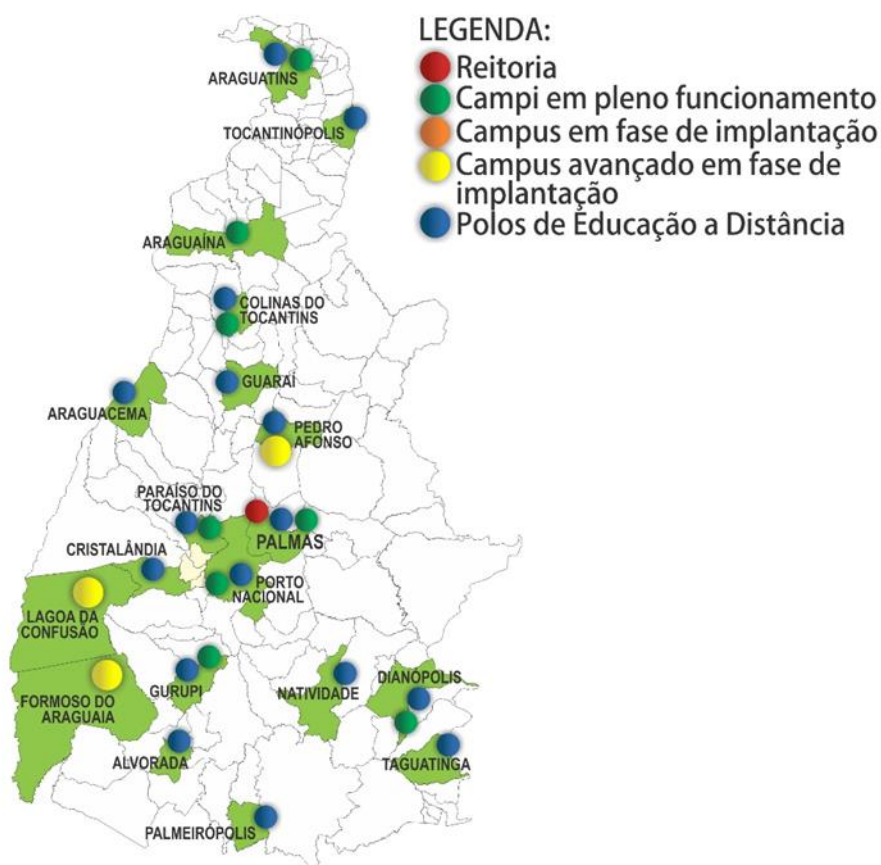 LEGENDA:
Reitoria
Campi em pleno funcionamento
Campus em fase de implantação
Campus avançado em fase de
implantação
Polos de Educação a Distância
ARAGUATINS
TOCANTINÓPOLIS
ARAGUAÍNA
COLINAS DO
TOCANTINS
GUARAÍ
ARAGUACEMA
PEDRO
AFONSO
PARAÍSO DO
TOCANTINS
PALMAS
CRISTALÂNDIA
PORTO
NACIONAL
LAGOA DA
CONFUSÃO
FORMOSO DO
ARAGUAIA
GURUPI
NATIVIDADE
DIANÓPOLIS
ALVORADA
TAGUATINGA
PALMEIRÓPOLIS